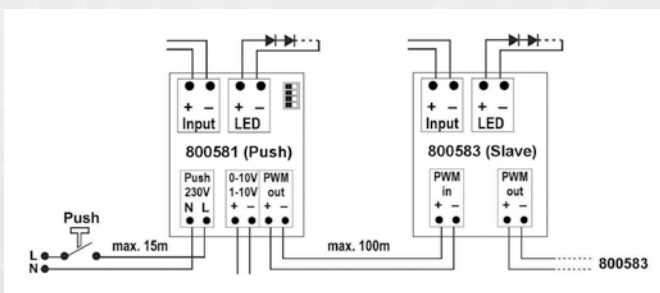 + - + -
Input LED
800581 (Push)
Push 0-10V PWM
230V 1-10V out
N L + - + -
Push
L
N
max. 15m
max. 100m
+ - + -
Input LED
800583 (Slave)
PWM PWM
in out
+ - + -
800583